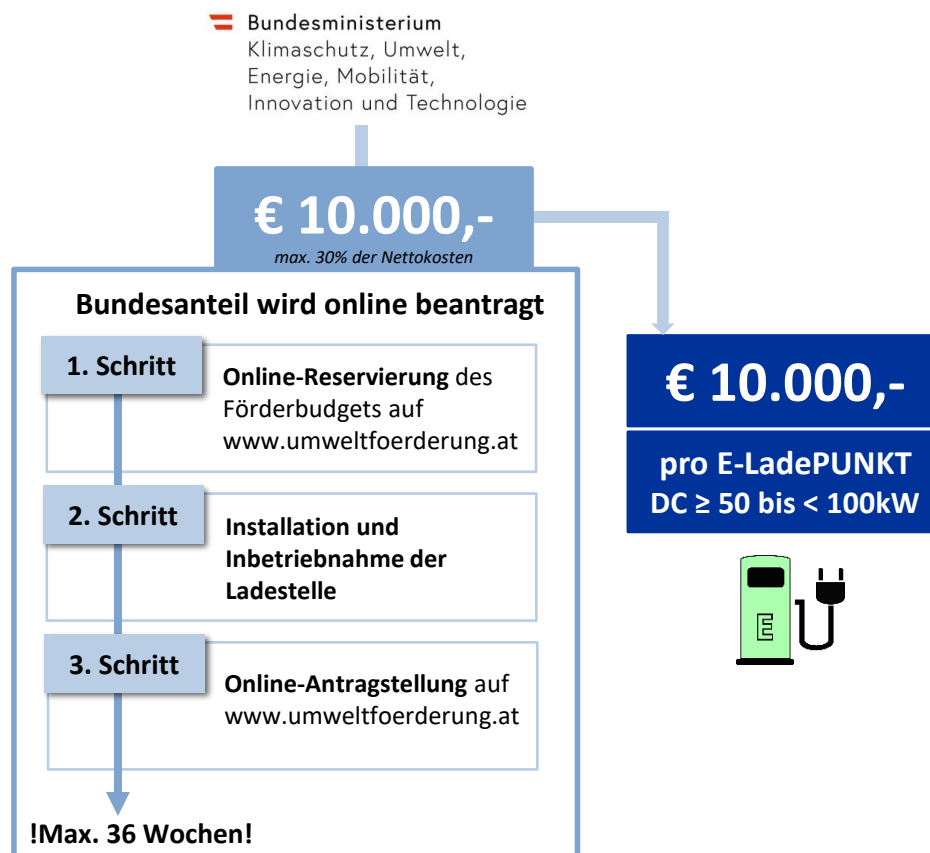 Bundesministerium
Klimaschutz, Umwelt,
Energie, Mobilität,
Innovation und Technologie
€ 10.000,-
max. 30% der Nettokosten
Bundesanteil wird online beantragt
1. Schritt
Online-Reservierung des
Förderbudgets auf
www.umweltfoerderung.at
2. Schritt
Installation und
Inbetriebnahme der
Ladestelle
3. Schritt
Online-Antragstellung auf
www.umweltfoerderung.at
!Max. 36 Wochen!
€ 10.000,-
pro E-LadePUNKT
DC ≥ 50 bis < 100kW
E